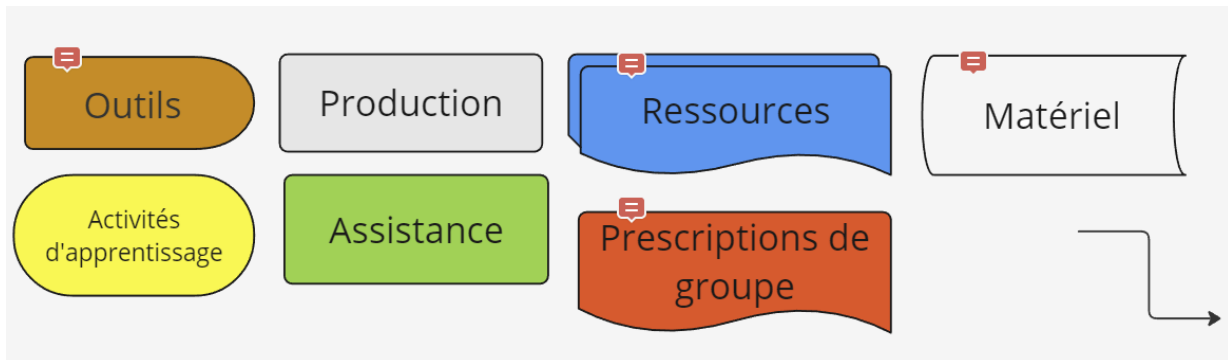 Outils
Production
Ressources
Matériel
Activités
d'apprentissage
Assistance
Prescriptions de
groupe